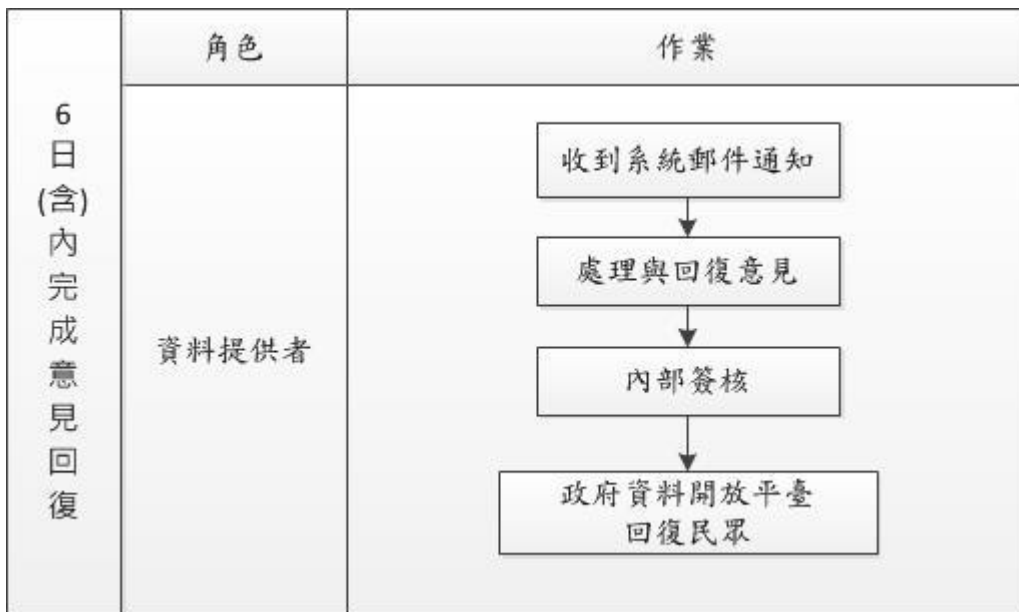 角色
作業
6
日
(含)
內
完
成
意
見
回
復
資料提供者
收到系統郵件通知
處理與回復意見
內部簽核
政府資料開放平臺
回復民眾